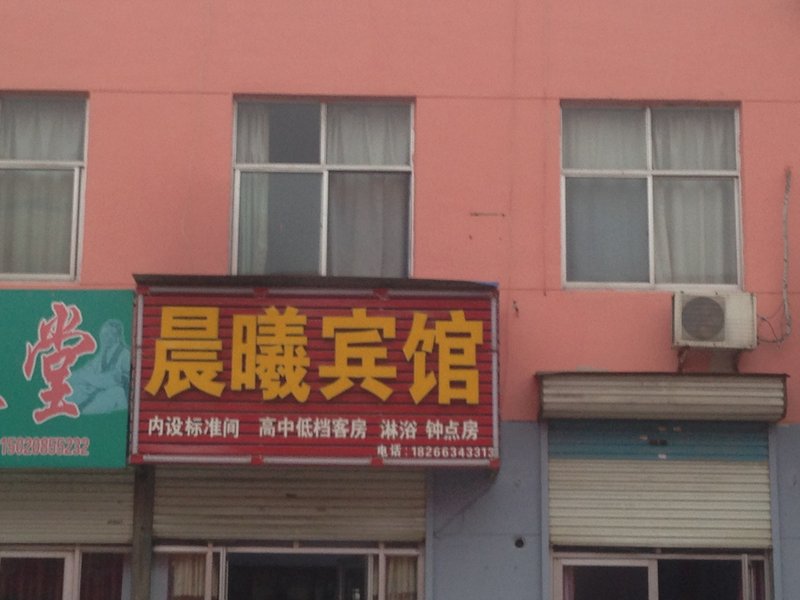 晨曦宾馆
内设标准间 高中低档客房 淋浴 钟点房
电话:18266343313
堂
15020855232